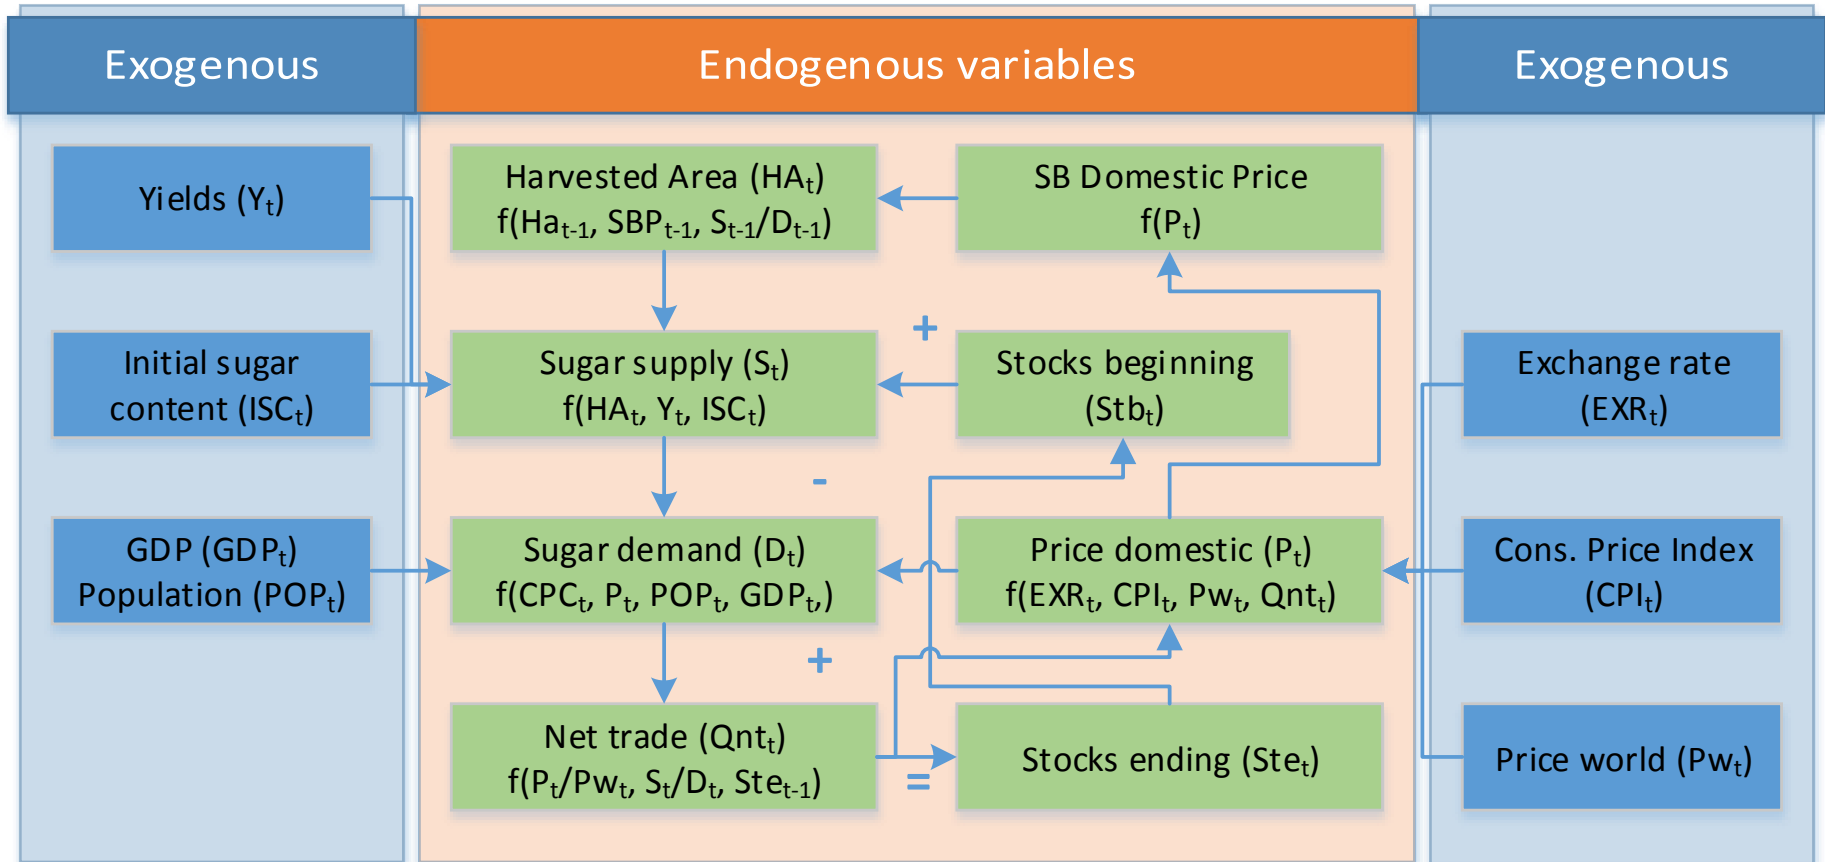 Exogenous
Endogenous variables
Exogenous
Yields (Yₜ)
Harvested Area (HAₜ)
f(Haₜ₋₁, SBPₜ₋₁, Sₜ₋₁/Dₜ₋₁)
SB Domestic Price
f(Pₜ)
Initial sugar
content (ISCₜ)
Sugar supply (Sₜ)
f(HAₜ, Yₜ, ISCₜ)
+
Stocks beginning
(Stbₜ)
Exchange rate
(EXRₜ)
-
GDP (GDPₜ)
Population (POPₜ)
Sugar demand (Dₜ)
f(CPCₜ, Pₜ, POPₜ, GDPₜ,)
Price domestic (Pₜ)
f(EXRₜ, CPIₜ, Pwₜ, Qntₜ)
Cons. Price Index
(CPIₜ)
+
Net trade (Qntₜ)
f(Pₜ/Pwₜ, Sₜ/Dₜ, Steₜ₋₁)
=
Stocks ending (Steₜ)
Price world (Pwₜ)